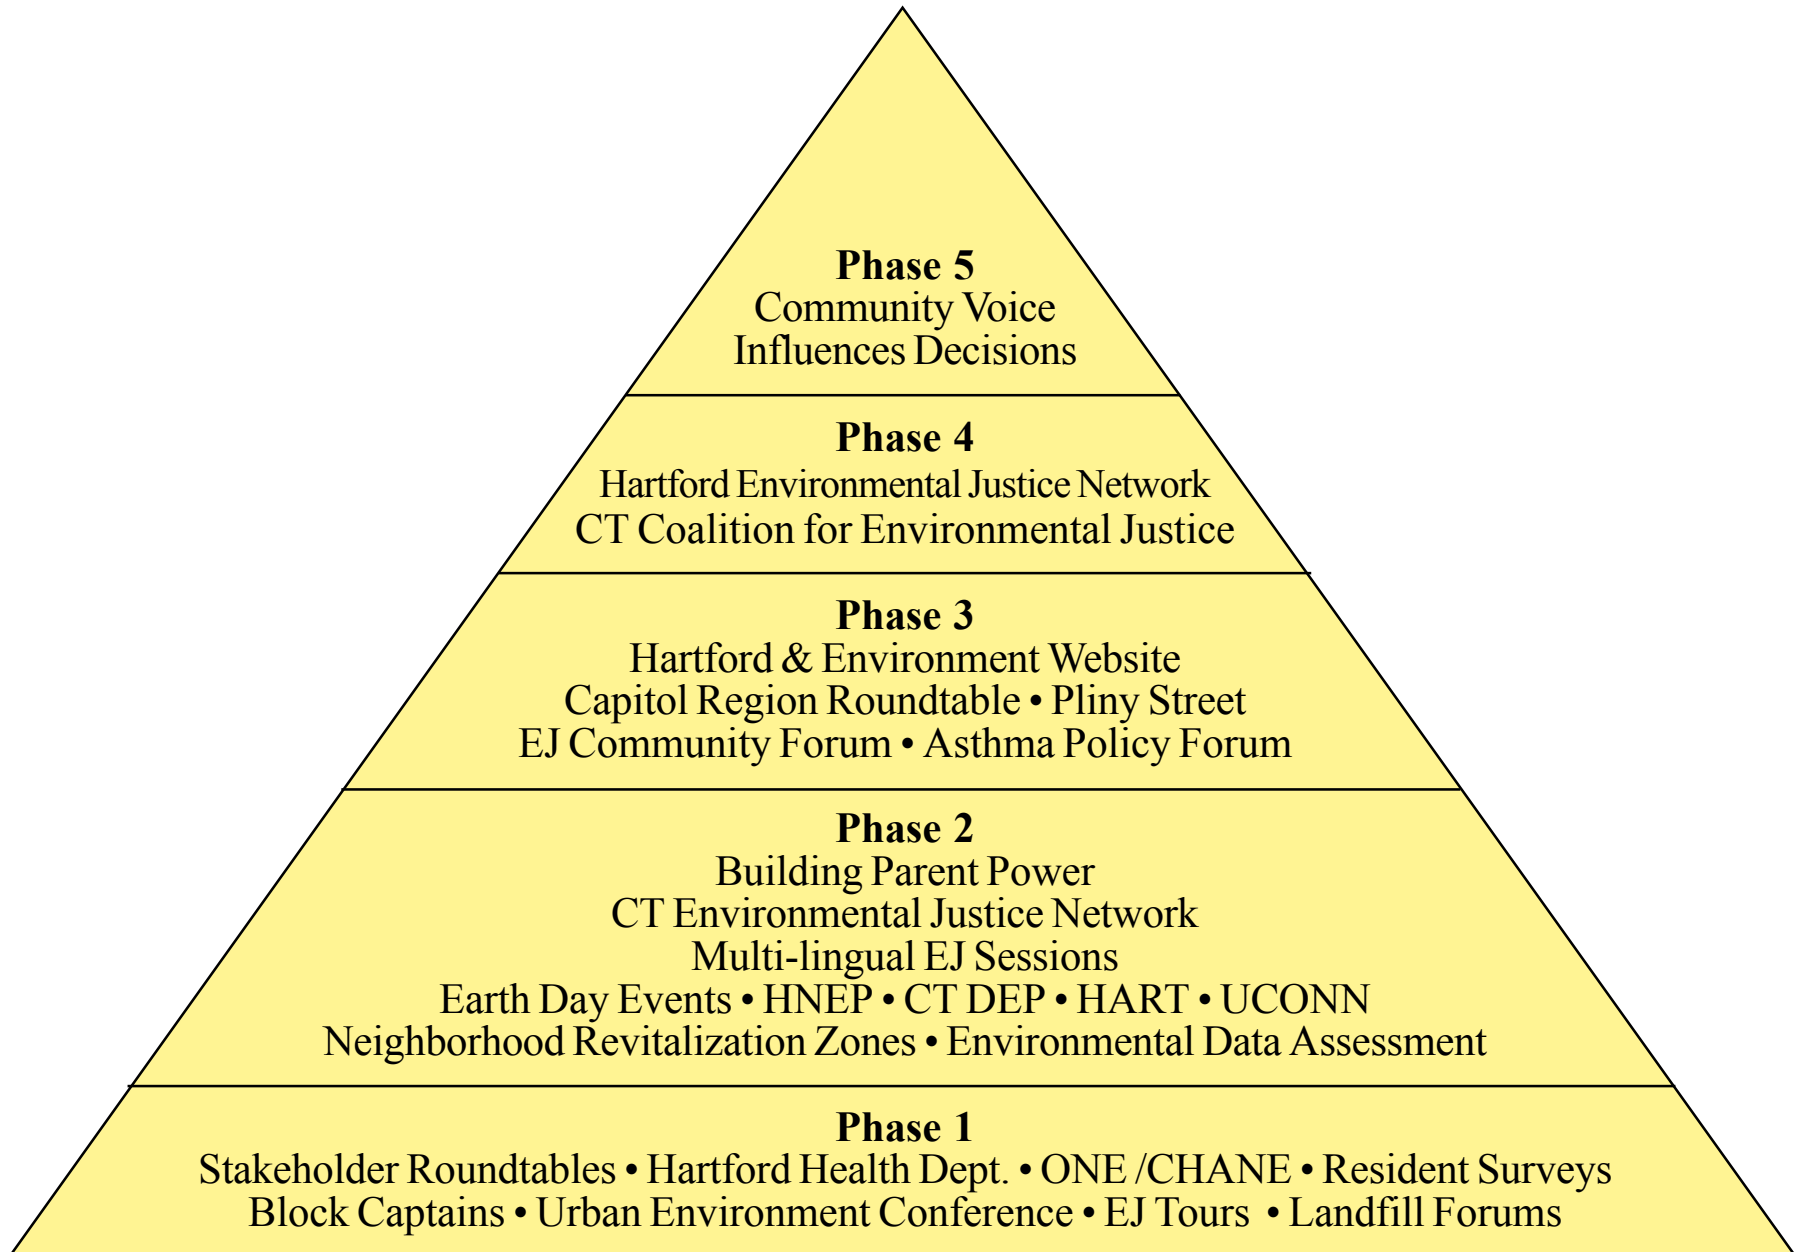 Phase 5
Community Voice
Influences Decisions
Phase 4
Hartford Environmental Justice Network
CT Coalition for Environmental Justice
Phase 3
Hartford & Environment Website
Capitol Region Roundtable • Pliny Street
EJ Community Forum • Asthma Policy Forum
Phase 2
Building Parent Power
CT Environmental Justice Network
Multi-lingual EJ Sessions
Earth Day Events • HNEP • CT DEP • HART • UCONN
Neighborhood Revitalization Zones • Environmental Data Assessment
Phase 1
Stakeholder Roundtables • Hartford Health Dept. • ONE /CHANE • Resident Surveys
Block Captains • Urban Environment Conference • EJ Tours • Landfill Forums